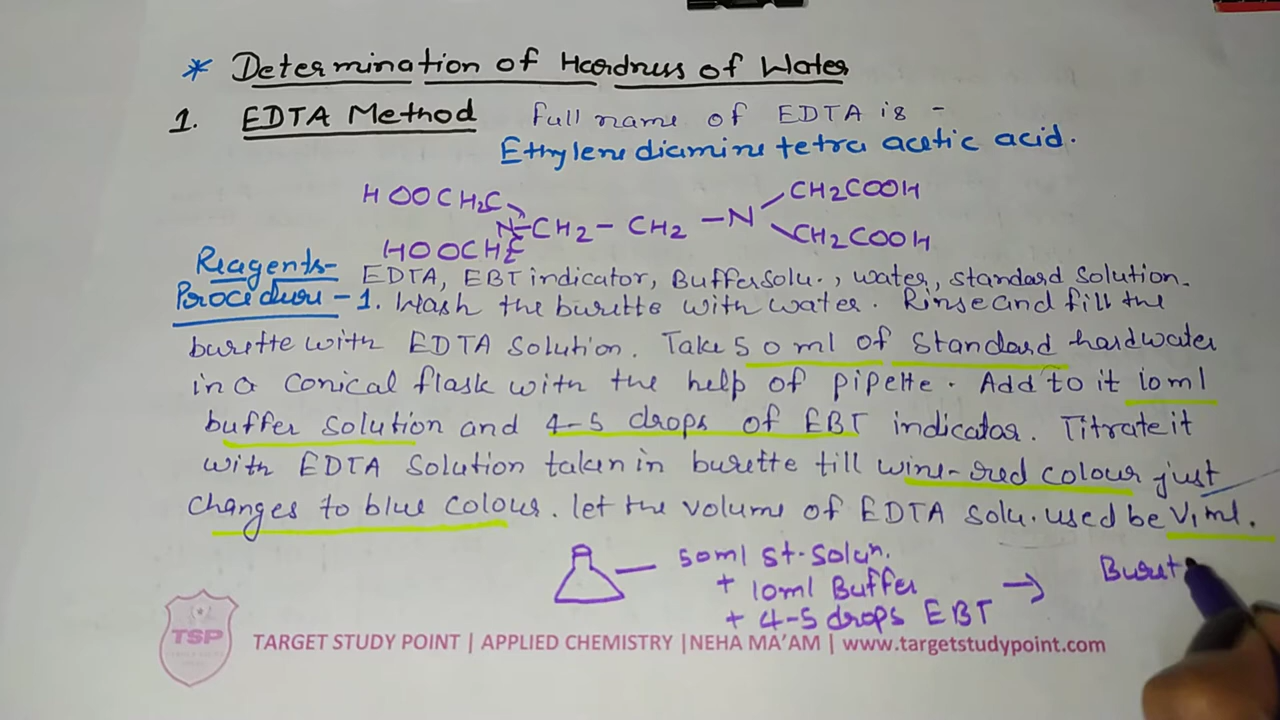 * Determination of Hardness of Water
1. EDTA Method Full name of EDTA is -
Ethylene diamine tetra acetic acid.
HOOCH₂C CH₂COOH
N-CH₂-CH₂-N
HOOCH₂C CH₂COOH
Reagents- EDTA, EBT indicator, Buffer Solu., water, standard solution.
Procedure - 1. Wash the burette with water. Rinse and fill the
burette with EDTA solution. Take 50 ml of standard hardwater
in a conical flask with the help of pipette. Add to it 10ml
buffer solution and 4-5 drops of EBT indicator. Titrate it
with EDTA solution taken in burette till wine-red colour just
changes to blue colour. let the volume of EDTA solu. used be V₁ ml.
50ml St. Soluⁿ.
+ 10ml Buffer → Buret
+ 4-5 drops EBT
TSP
TARGET STUDY POINT | APPLIED CHEMISTRY |NEHA MA'AM | www.targetstudypoint.com